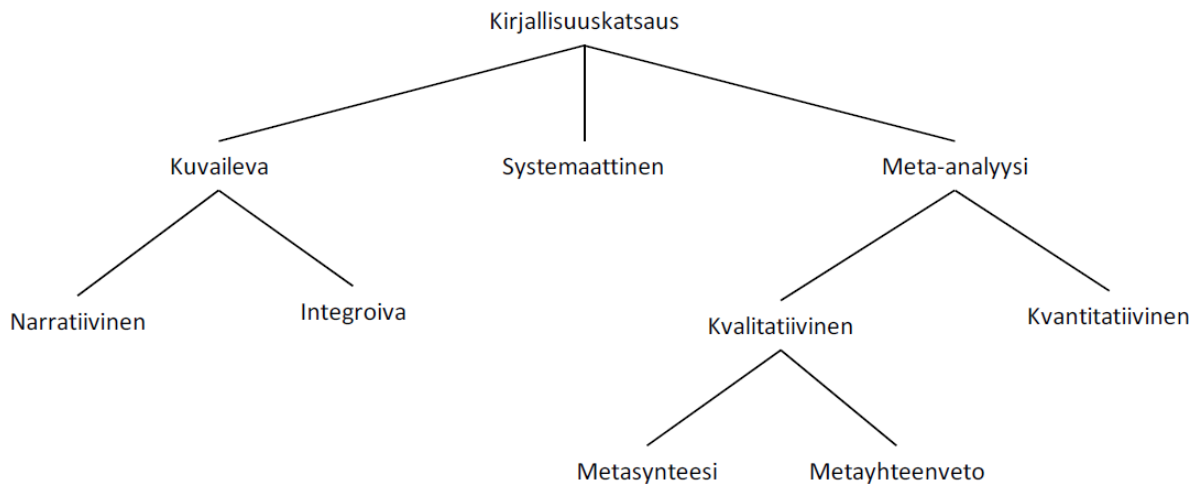 Kirjallisuuskatsaus
Kuvaileva
Systemaattinen
Meta-analyysi
Narratiivinen
Integroiva
Kvalitatiivinen
Kvantitatiivinen
Metasynteesi
Metayhteenveto